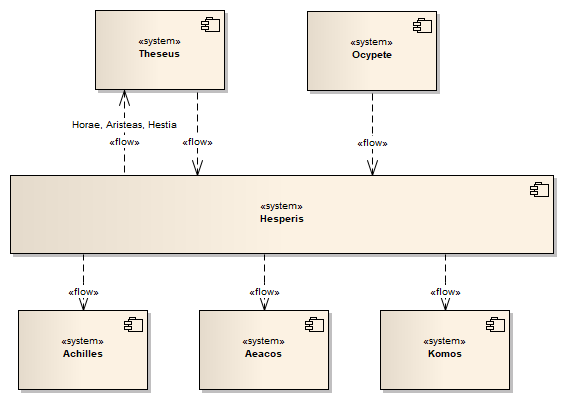 «system»
Theseus
«system»
Ocypete
Horae, Aristeas, Hestia
«flow»
«flow»
«flow»
«system»
Hesperis
«flow»
«flow»
«flow»
«system»
Achilles
«system»
Aeacos
«system»
Komos